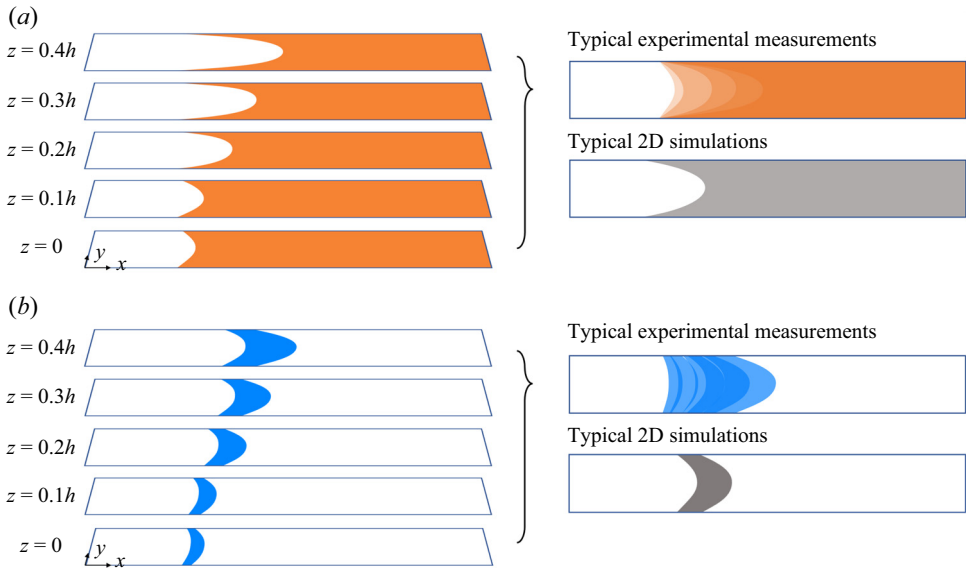 (a)
z = 0.4h
z = 0.3h
z = 0.2h
z = 0.1h
z = 0
y
x
Typical experimental measurements
Typical 2D simulations
(b)
z = 0.4h
z = 0.3h
z = 0.2h
z = 0.1h
z = 0
y
x
Typical experimental measurements
Typical 2D simulations